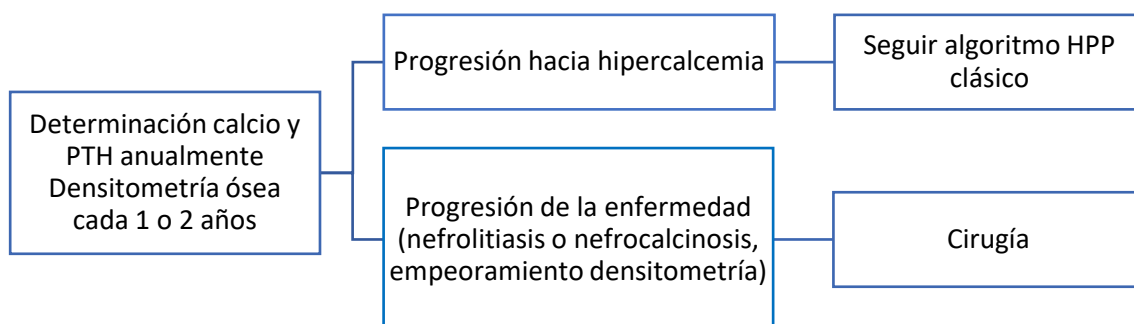 Determinación calcio y
PTH anualmente
Densitometría ósea
cada 1 o 2 años
Progresión hacia hipercalcemia
Seguir algoritmo HPP
clásico
Progresión de la enfermedad
(nefrolitiasis o nefrocalcinosis,
empeoramiento densitometría)
Cirugía